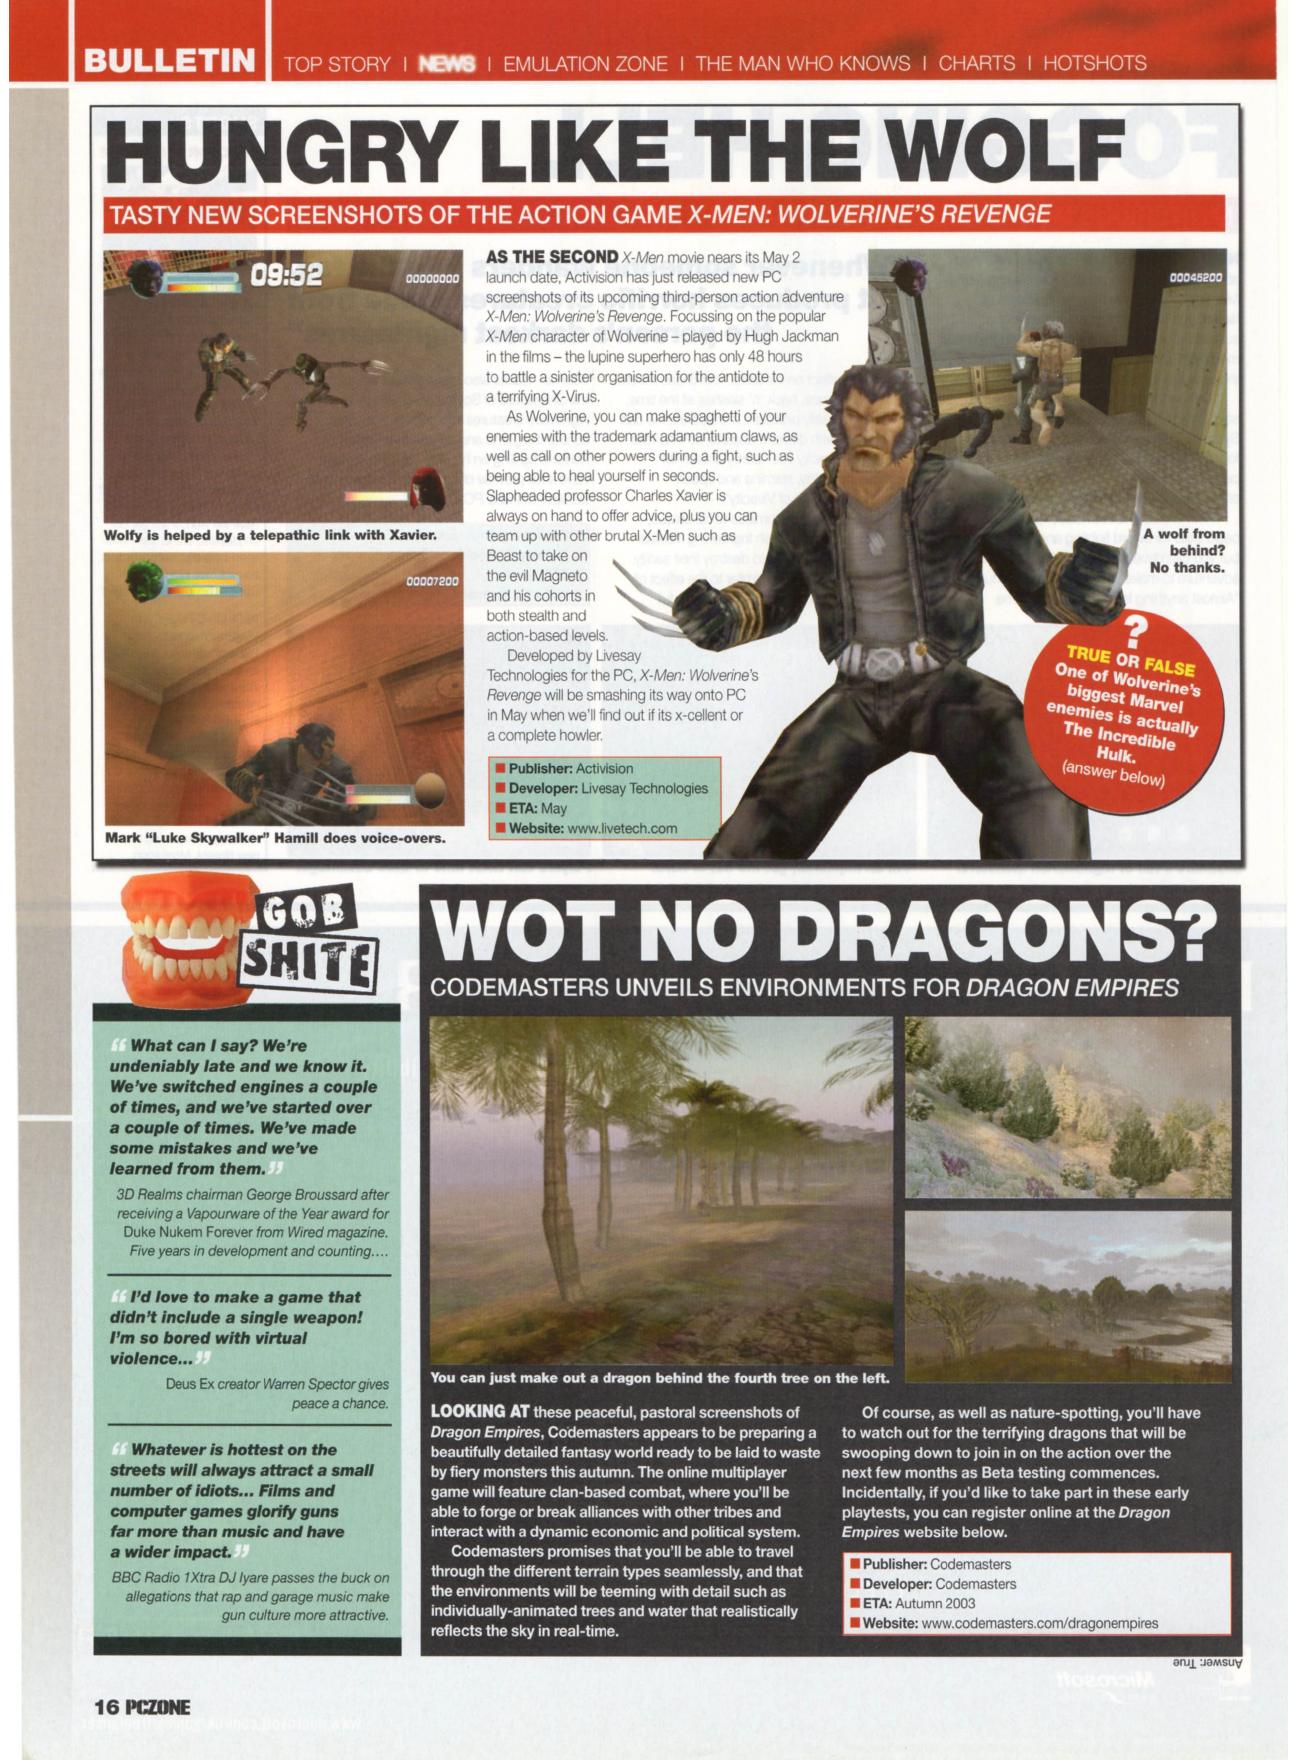 BULLETIN
TOP STORY | NEWS | EMULATION ZONE | THE MAN WHO KNOWS | CHARTS | HOTSHOTS
HUNGRY LIKE THE WOLF
TASTY NEW SCREENSHOTS OF THE ACTION GAME X-MEN: WOLVERINE'S REVENGE
09:52
00000000
Wolfy is helped by a telepathic link with Xavier.
00007200
Mark "Luke Skywalker" Hamill does voice-overs.
AS THE SECOND X-Men movie nears its May 2
launch date, Activision has just released new PC
screenshots of its upcoming third-person action adventure
X-Men: Wolverine's Revenge. Focussing on the popular
X-Men character of Wolverine – played by Hugh Jackman
in the films – the lupine superhero has only 48 hours
to battle a sinister organisation for the antidote to
a terrifying X-Virus.
As Wolverine, you can make spaghetti of your
enemies with the trademark adamantium claws, as
well as call on other powers during a fight, such as
being able to heal yourself in seconds.
Slapheaded professor Charles Xavier is
always on hand to offer advice, plus you can
team up with other brutal X-Men such as
Beast to take on
the evil Magneto
and his cohorts in
both stealth and
action-based levels.
Developed by Livesay
Technologies for the PC, X-Men: Wolverine's
Revenge will be smashing its way onto PC
in May when we'll find out if its x-cellent or
a complete howler.
Publisher: Activision
Developer: Livesay Technologies
ETA: May
Website: www.livetech.com
00045200
A wolf from
behind?
No thanks.
?
TRUE OR FALSE
One of Wolverine's
biggest Marvel
enemies is actually
The Incredible
Hulk.
(answer below)
GOB
SHITE
“ What can I say? We're
undeniably late and we know it.
We've switched engines a couple
of times, and we've started over
a couple of times. We've made
some mistakes and we've
learned from them.”
3D Realms chairman George Broussard after
receiving a Vapourware of the Year award for
Duke Nukem Forever from Wired magazine.
Five years in development and counting....
“ I'd love to make a game that
didn't include a single weapon!
I'm so bored with virtual
violence...”
Deus Ex creator Warren Spector gives
peace a chance.
“ Whatever is hottest on the
streets will always attract a small
number of idiots... Films and
computer games glorify guns
far more than music and have
a wider impact.”
BBC Radio 1Xtra DJ Iyare passes the buck on
allegations that rap and garage music make
gun culture more attractive.
WOT NO DRAGONS?
CODEMASTERS UNVEILS ENVIRONMENTS FOR DRAGON EMPIRES
You can just make out a dragon behind the fourth tree on the left.
LOOKING AT these peaceful, pastoral screenshots of
Dragon Empires, Codemasters appears to be preparing a
beautifully detailed fantasy world ready to be laid to waste
by fiery monsters this autumn. The online multiplayer
game will feature clan-based combat, where you'll be
able to forge or break alliances with other tribes and
interact with a dynamic economic and political system.
Codemasters promises that you'll be able to travel
through the different terrain types seamlessly, and that
the environments will be teeming with detail such as
individually-animated trees and water that realistically
reflects the sky in real-time.
Of course, as well as nature-spotting, you'll have
to watch out for the terrifying dragons that will be
swooping down to join in on the action over the
next few months as Beta testing commences.
Incidentally, if you'd like to take part in these early
playtests, you can register online at the Dragon
Empires website below.
Publisher: Codemasters
Developer: Codemasters
ETA: Autumn 2003
Website: www.codemasters.com/dragonempires
Answer: True
16 PCZONE